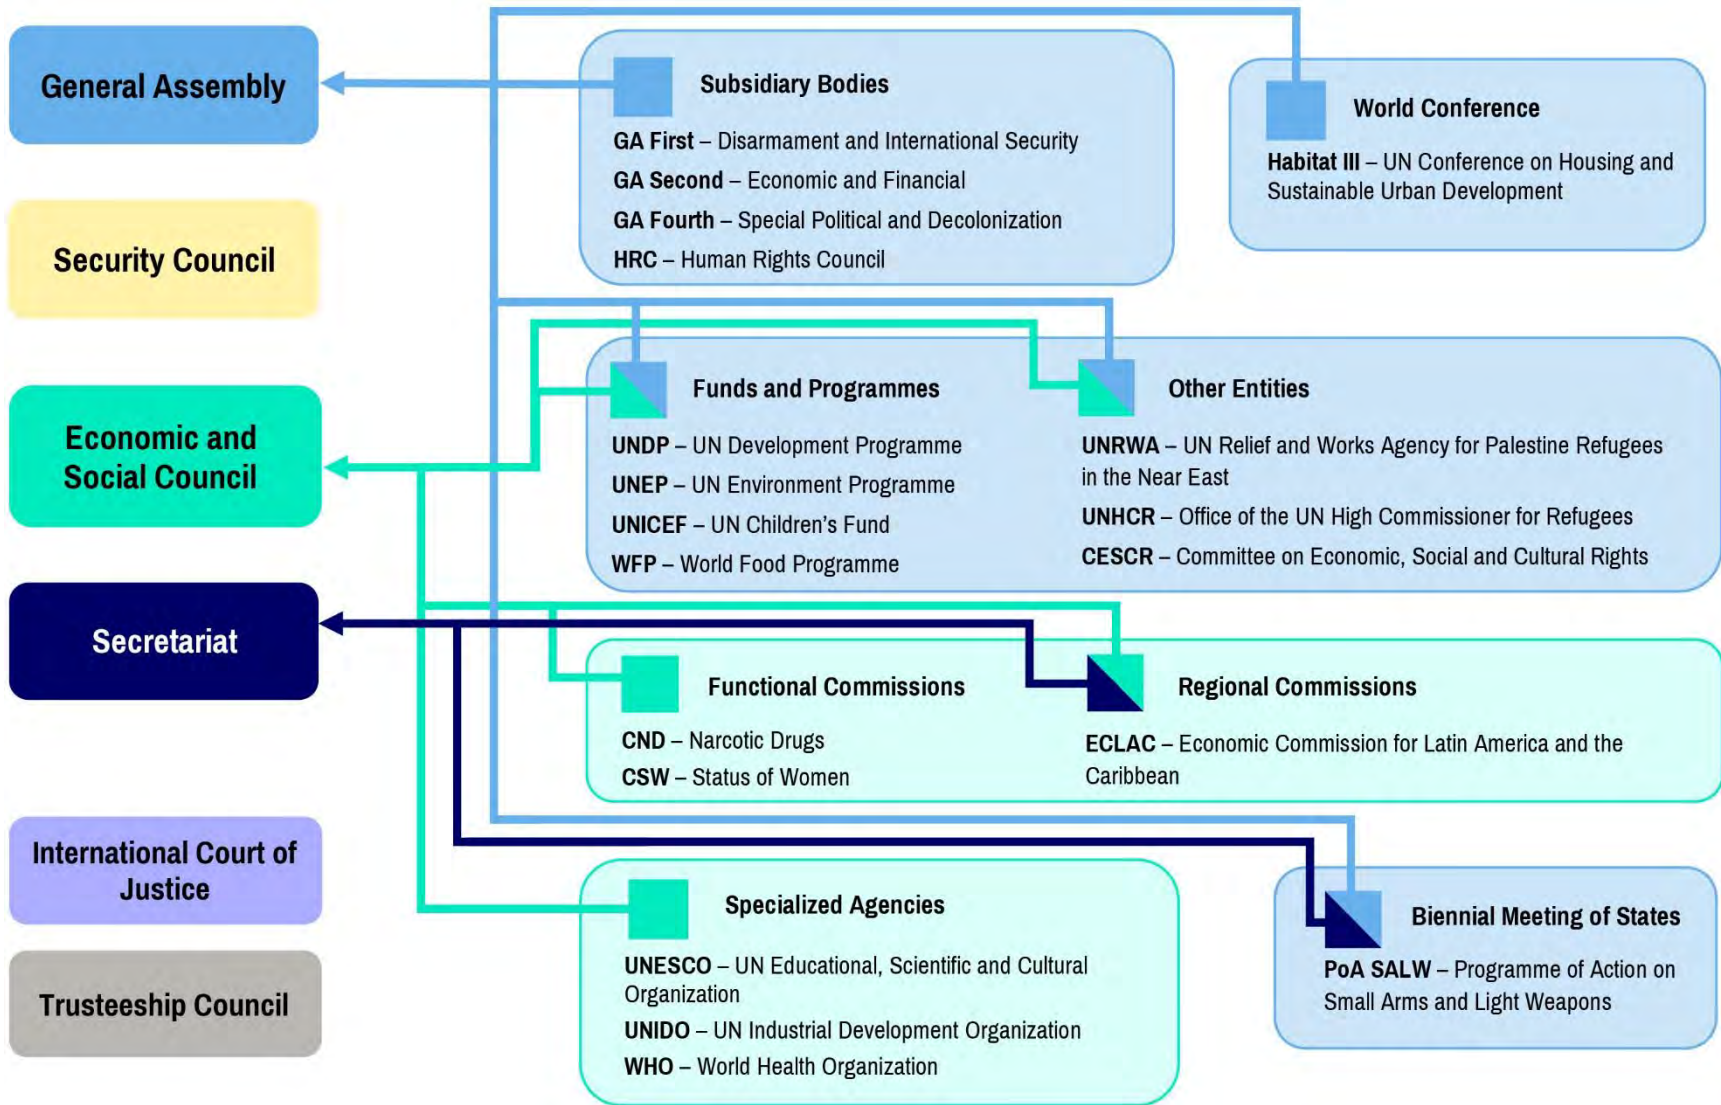 General Assembly
Security Council
Economic and
Social Council
Secretariat
International Court of
Justice
Trusteeship Council
Subsidiary Bodies
GA First – Disarmament and International Security
GA Second – Economic and Financial
GA Fourth – Special Political and Decolonization
HRC – Human Rights Council
World Conference
Habitat III – UN Conference on Housing and
Sustainable Urban Development
Funds and Programmes
UNDP – UN Development Programme
UNEP – UN Environment Programme
UNICEF – UN Children’s Fund
WFP – World Food Programme
Other Entities
UNRWA – UN Relief and Works Agency for Palestine Refugees
in the Near East
UNHCR – Office of the UN High Commissioner for Refugees
CESCR – Committee on Economic, Social and Cultural Rights
Functional Commissions
CND – Narcotic Drugs
CSW – Status of Women
Regional Commissions
ECLAC – Economic Commission for Latin America and the
Caribbean
Specialized Agencies
UNESCO – UN Educational, Scientific and Cultural
Organization
UNIDO – UN Industrial Development Organization
WHO – World Health Organization
Biennial Meeting of States
PoA SALW – Programme of Action on
Small Arms and Light Weapons